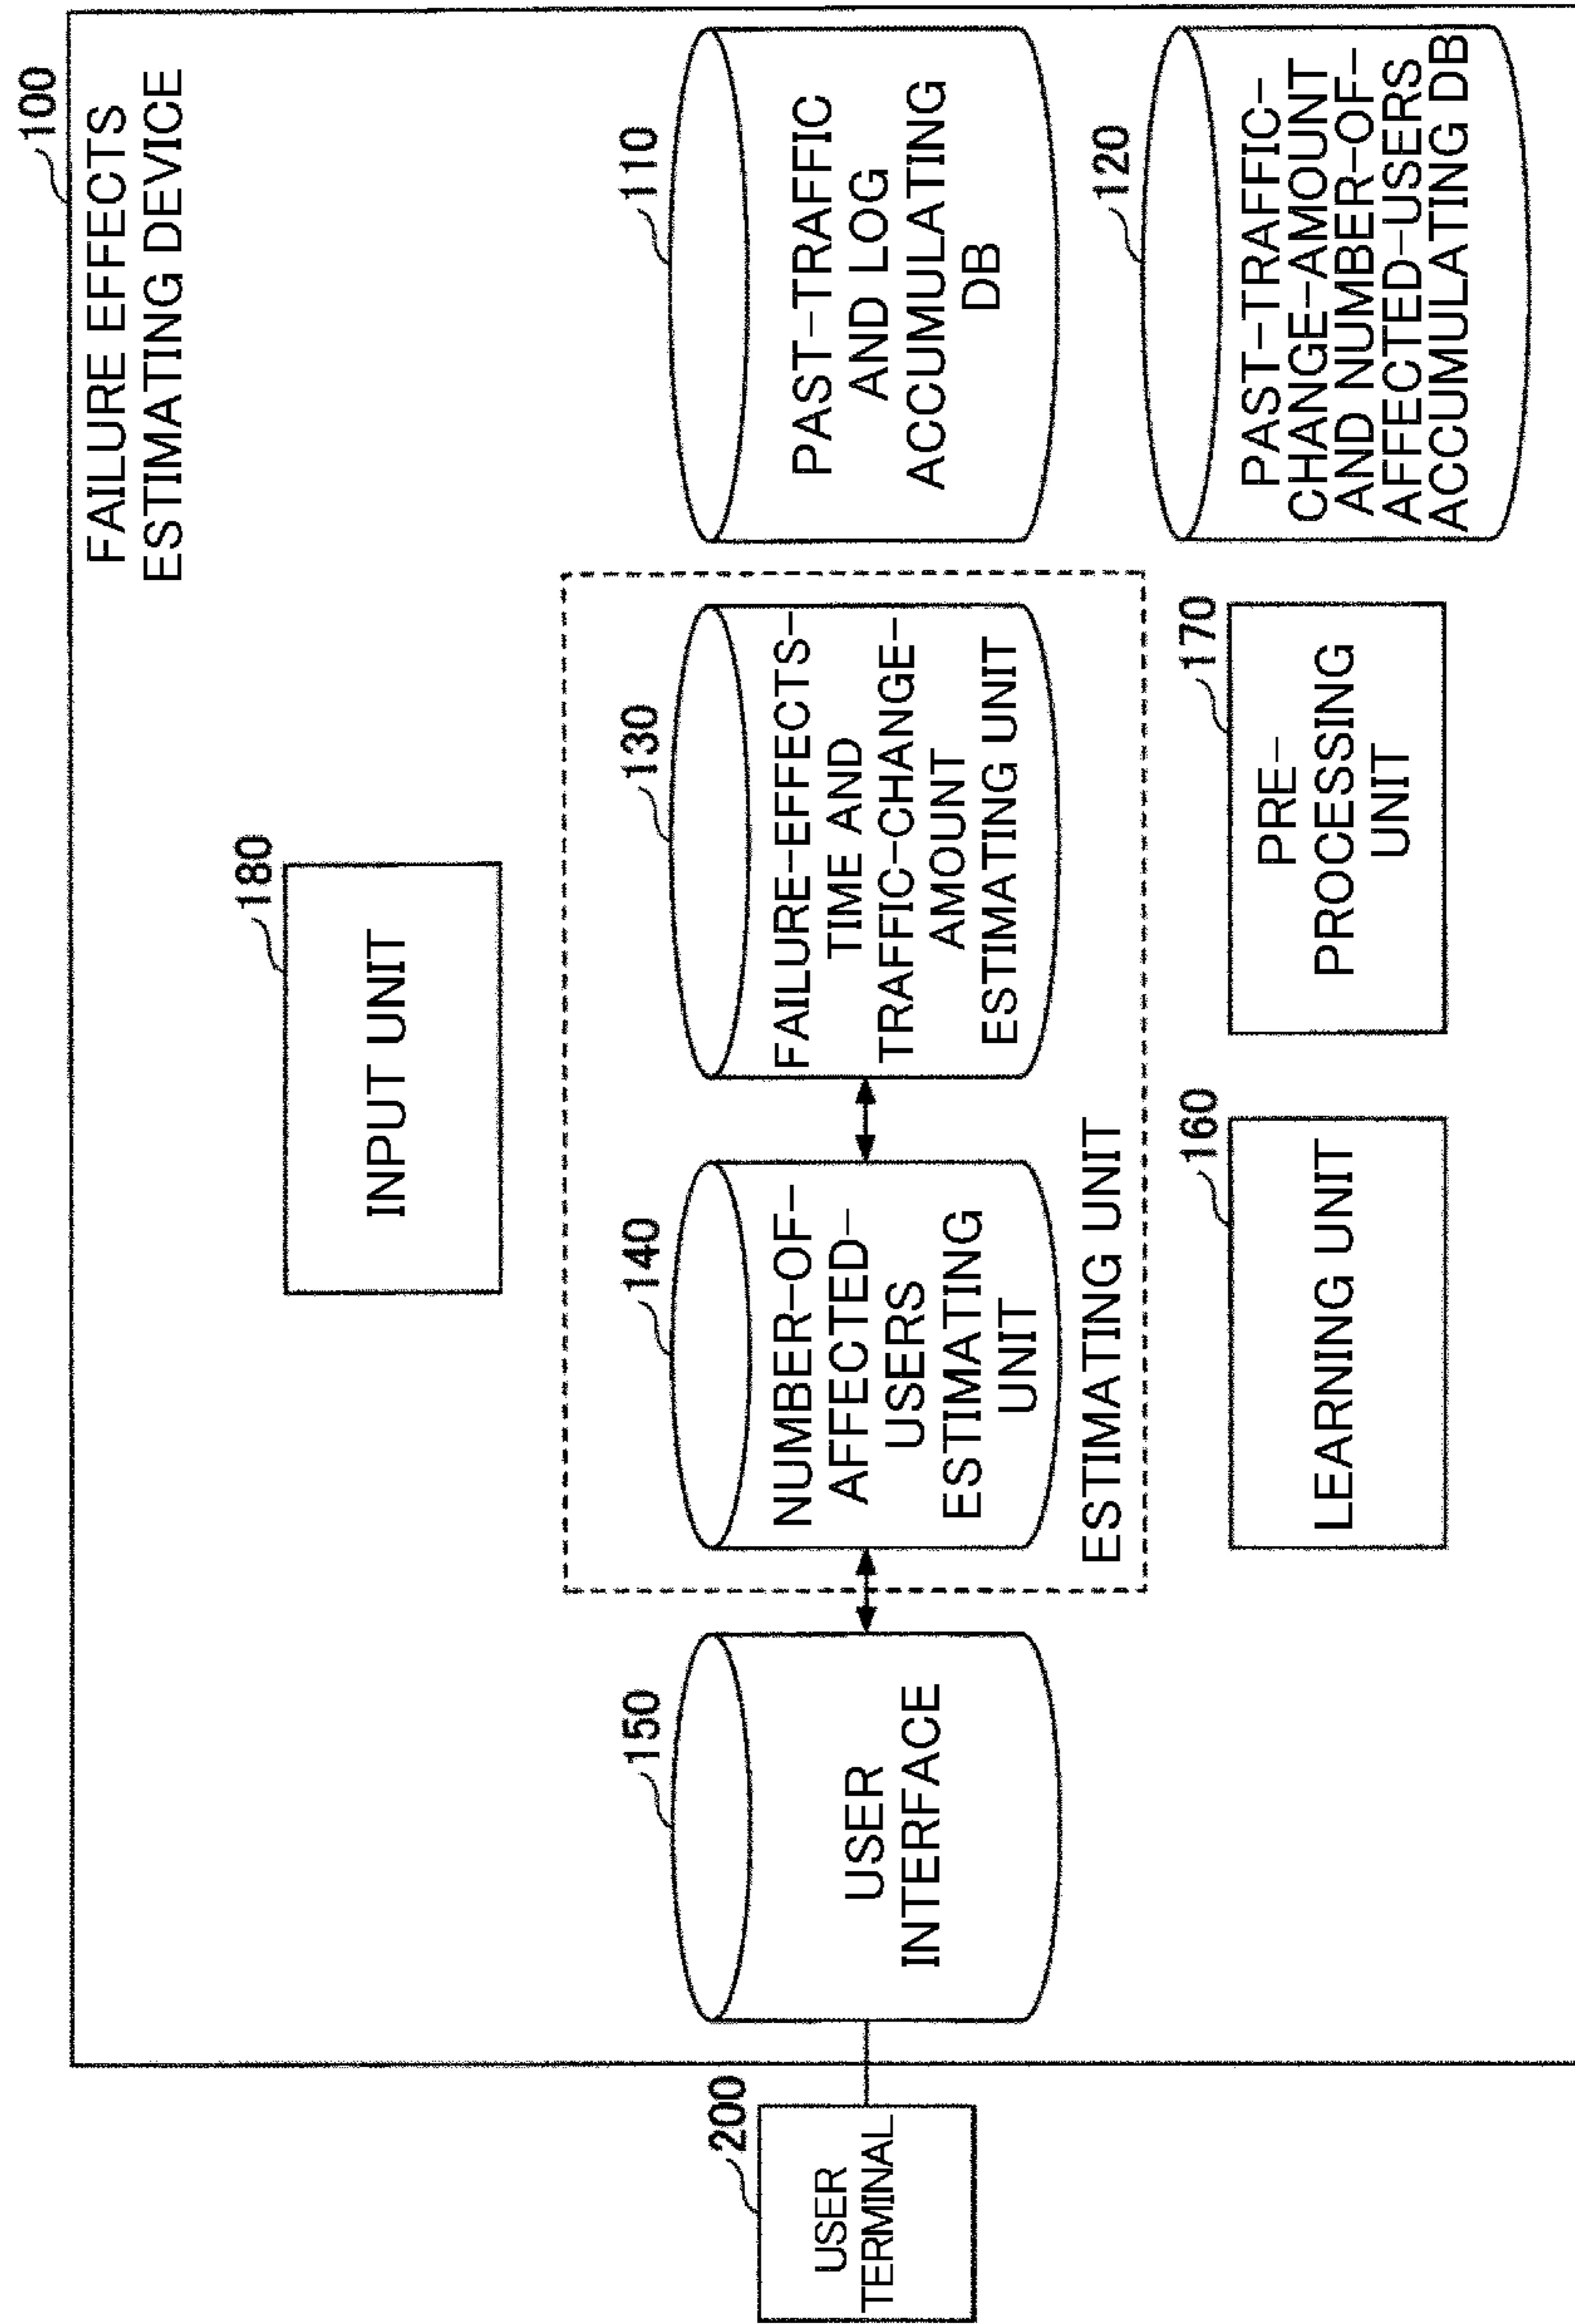 100
FAILURE EFFECTS
ESTIMATING DEVICE
180
INPUT UNIT
200
USER
TERMINAL
150
USER
INTERFACE
140
NUMBER-OF-
AFFECTED-
USERS
ESTIMATING
UNIT
130
FAILURE-EFFECTS-
TIME AND
TRAFFIC-CHANGE-
AMOUNT
ESTIMATING UNIT
ESTIMATING UNIT
110
PAST-TRAFFIC
AND LOG
ACCUMULATING
DB
160
LEARNING UNIT
170
PRE-
PROCESSING
UNIT
120
PAST-TRAFFIC-
CHANGE-AMOUNT
AND NUMBER-OF-
AFFECTED-USERS
ACCUMULATING DB